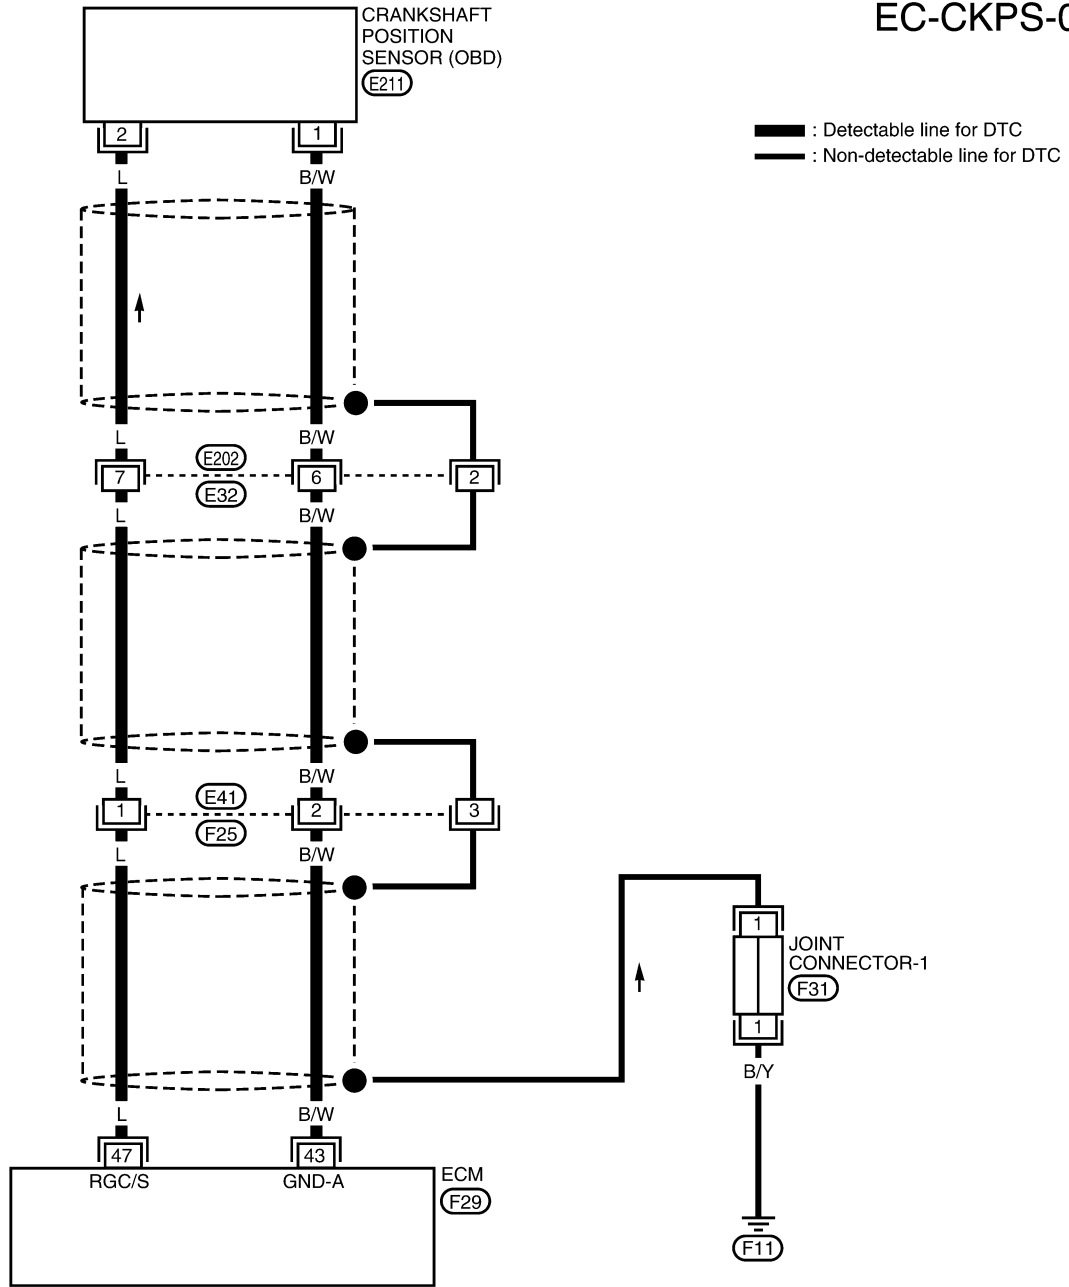 EC-CKPS-0
CRANKSHAFT
POSITION
SENSOR (OBD)
E211
2
1
: Detectable line for DTC
: Non-detectable line for DTC
L
B/W
L
B/W
E202
7
6
2
E32
L
B/W
L
B/W
E41
1
2
3
F25
L
B/W
1
JOINT
CONNECTOR-1
F31
1
B/Y
L
B/W
47
43
RGC/S
GND-A
ECM
F29
F11